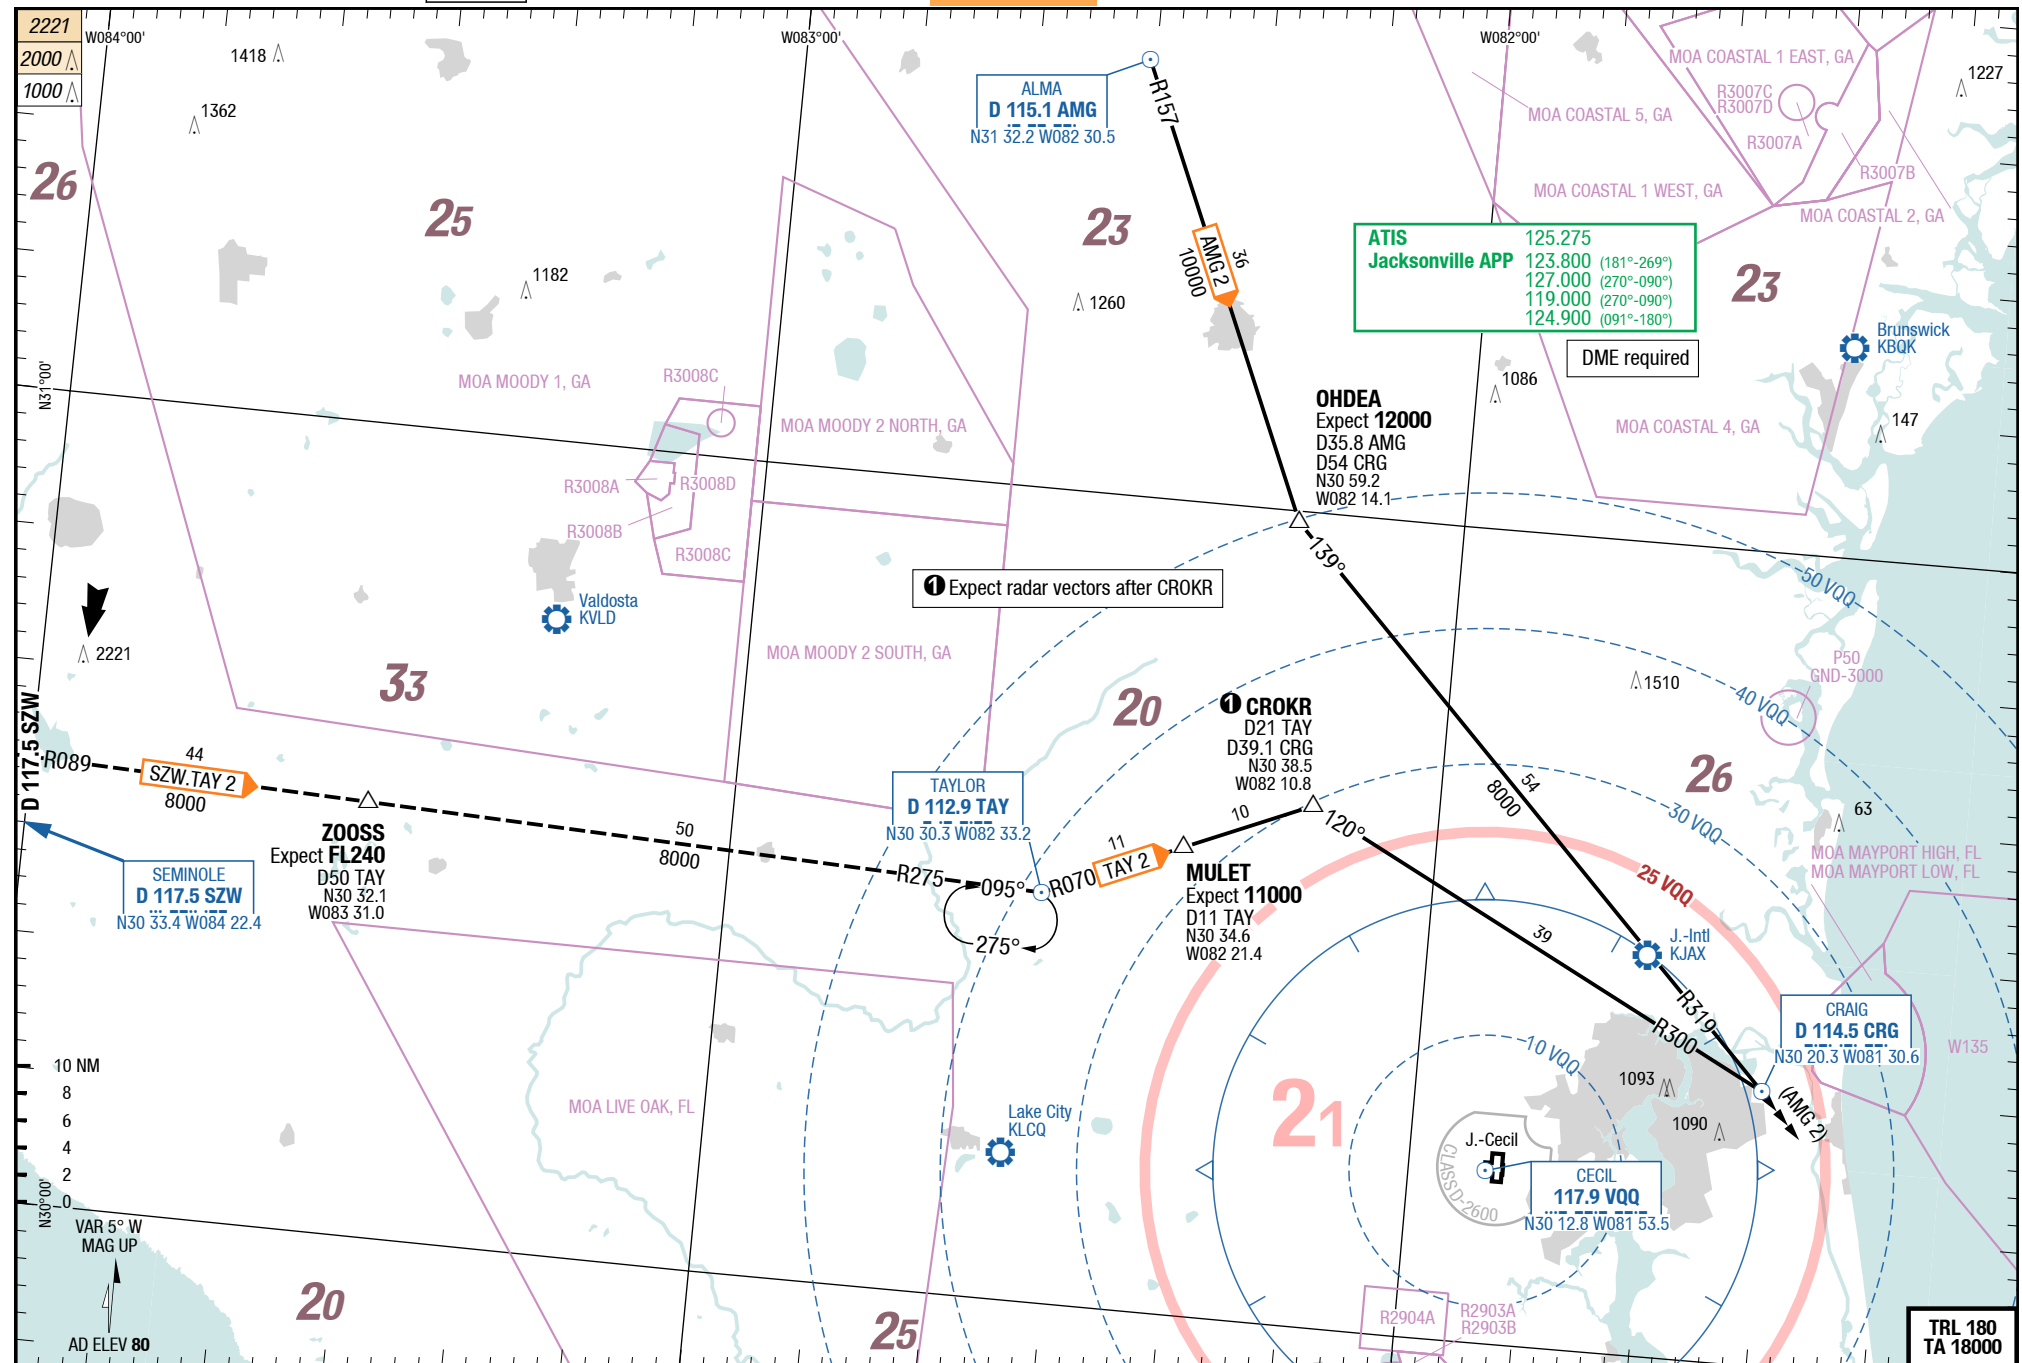 2221
2000
1000
W084°00'
W083°00'
W082°00'
1418
1362
26
25
1182
ALMA
D 115.1 AMG
N31 32.2 W082 30.5
R157
23
AMG 2
36
10000
1260
MOA COASTAL 1 EAST, GA
R3007C
R3007D
MOA COASTAL 5, GA
R3007A
R3007B
MOA COASTAL 1 WEST, GA
MOA COASTAL 2, GA
1227
ATIS 125.275
Jacksonville APP 123.800 (181°-269°)
127.000 (270°-090°)
119.000 (270°-090°)
124.900 (091°-180°)
23
DME required
Brunswick
KBQK
1086
147
MOA COASTAL 4, GA
N31°00'
MOA MOODY 1, GA
R3008C
MOA MOODY 2 NORTH, GA
R3008A
R3008D
R3008B
R3008C
OHDEA
Expect 12000
D35.8 AMG
D54 CRG
N30 59.2
W082 14.1
139°
50 VQQ
❶ Expect radar vectors after CROKR
Valdosta
KVLD
2221
33
MOA MOODY 2 SOUTH, GA
20
P50
GND-3000
1510
40 VQQ
❶ CROKR
D21 TAY
D39.1 CRG
N30 38.5
W082 10.8
D 117.5 SZW
R089
44
SZW.TAY 2
8000
26
54
8000
30 VQQ
63
TAYLOR
D 112.9 TAY
N30 30.3 W082 33.2
ZOOSS
Expect FL240
D50 TAY
N30 32.1
W083 31.0
50
8000
R275
095°
275°
R070
11
TAY 2
10
120°
MULET
Expect 11000
D11 TAY
N30 34.6
W082 21.4
SEMINOLE
D 117.5 SZW
N30 33.4 W084 22.4
25 VQQ
MOA MAYPORT HIGH, FL
MOA MAYPORT LOW, FL
39
J.-Intl
KJAX
R319
R300
CRAIG
D 114.5 CRG
N30 20.3 W081 30.6
W135
(AMG 2)
10 NM
8
6
4
2
0
MOA LIVE OAK, FL
Lake City
KLCQ
10 VQQ
21
1093
1090
J.-Cecil
CLASS D-2600
CECIL
117.9 VQQ
N30 12.8 W081 53.5
N30°00'
VAR 5° W
MAG UP
AD ELEV 80
20
25
R2904A
R2903A
R2903B
TRL 180
TA 18000